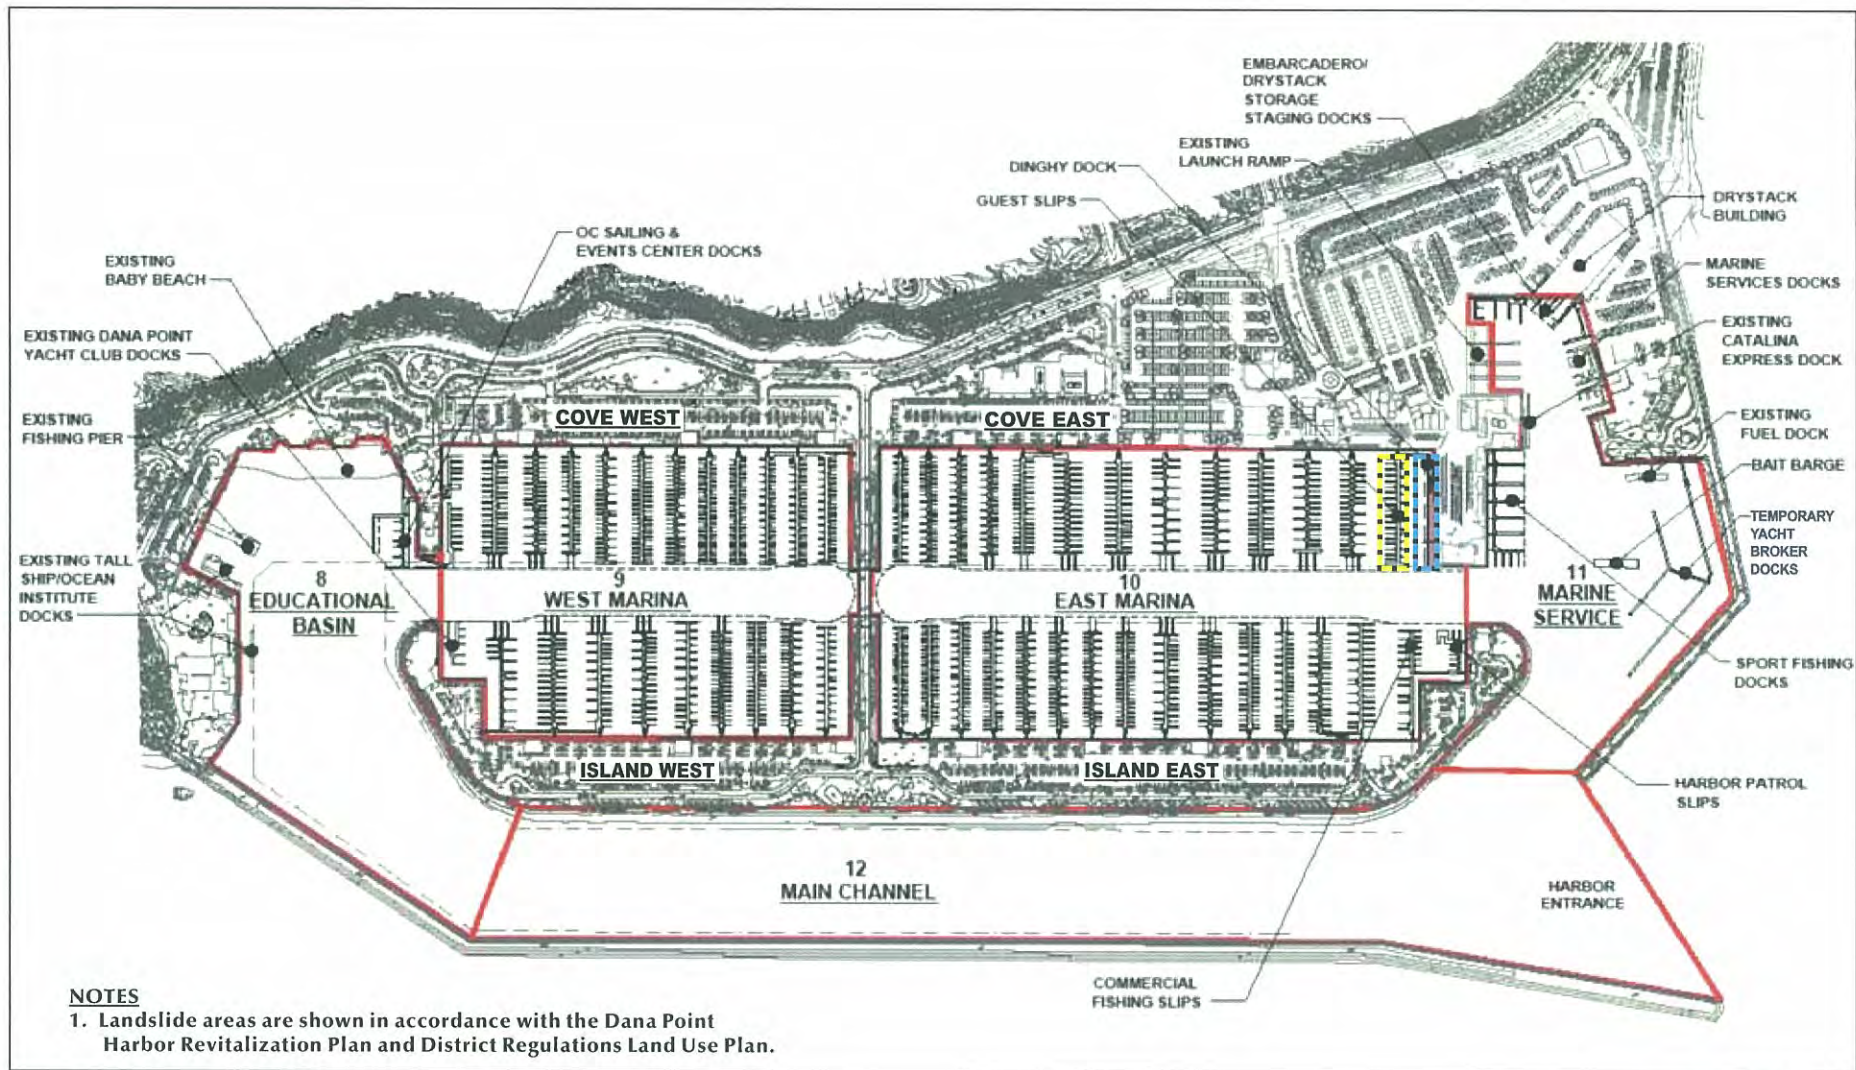 EMBARCADERO/
DRYSTACK
STORAGE
STAGING DOCKS
EXISTING
LAUNCH RAMP
DINGHY DOCK
GUEST SLIPS
DRYSTACK
BUILDING
OC SAILING &
EVENTS CENTER DOCKS
EXISTING
BABY BEACH
MARINE
SERVICES DOCKS
EXISTING DANA POINT
YACHT CLUB DOCKS
EXISTING
CATALINA
EXPRESS DOCK
COVE WEST
COVE EAST
EXISTING
FISHING PIER
EXISTING
FUEL DOCK
BAIT BARGE
TEMPORARY
YACHT
BROKER
DOCKS
EXISTING TALL
SHIP/OCEAN
INSTITUTE
DOCKS
8
EDUCATIONAL
BASIN
9
WEST MARINA
10
EAST MARINA
11
MARINE
SERVICE
SPORT FISHING
DOCKS
ISLAND WEST
ISLAND EAST
HARBOR PATROL
SLIPS
12
MAIN CHANNEL
HARBOR
ENTRANCE
COMMERCIAL
FISHING SLIPS
NOTES
1. Landslide areas are shown in accordance with the Dana Point
Harbor Revitalization Plan and District Regulations Land Use Plan.